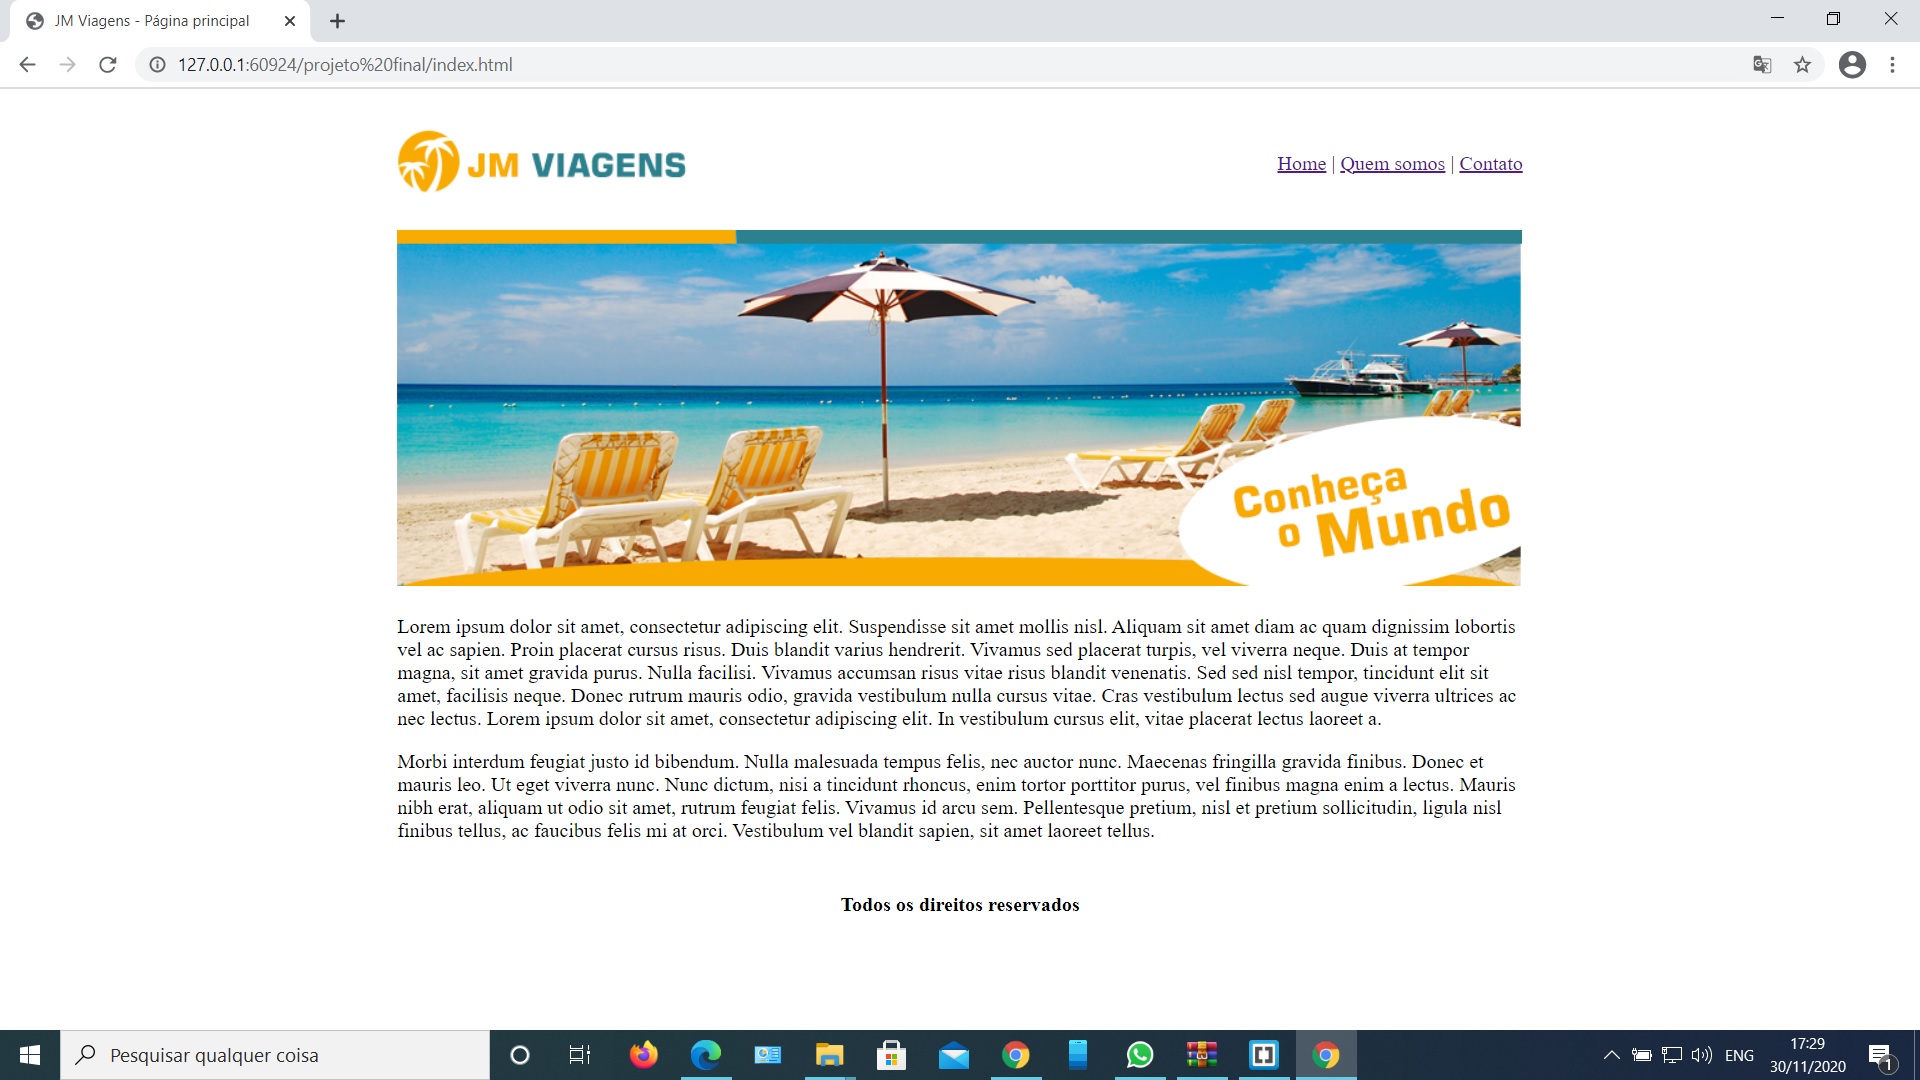 JM Viagens - Página principal
127.0.0.1:60924/projeto%20final/index.html
JM VIAGENS
Home | Quem somos | Contato
Conheça
o Mundo
Lorem ipsum dolor sit amet, consectetur adipiscing elit. Suspendisse sit amet mollis nisl. Aliquam sit amet diam ac quam dignissim lobortis
vel ac sapien. Proin placerat cursus risus. Duis blandit varius hendrerit. Vivamus sed placerat turpis, vel viverra neque. Duis at tempor
magna, sit amet gravida purus. Nulla facilisi. Vivamus accumsan risus vitae risus blandit venenatis. Sed sed nisl tempor, tincidunt elit sit
amet, facilisis neque. Donec rutrum mauris odio, gravida vestibulum nulla cursus vitae. Cras vestibulum lectus sed augue viverra ultrices ac
nec lectus. Lorem ipsum dolor sit amet, consectetur adipiscing elit. In vestibulum cursus elit, vitae placerat lectus laoreet a.
Morbi interdum feugiat justo id bibendum. Nulla malesuada tempus felis, nec auctor nunc. Maecenas fringilla gravida finibus. Donec et
mauris leo. Ut eget viverra nunc. Nunc dictum, nisi a tincidunt rhoncus, enim tortor porttitor purus, vel finibus magna enim a lectus. Mauris
nibh erat, aliquam ut odio sit amet, rutrum feugiat felis. Vivamus id arcu sem. Pellentesque pretium, nisl et pretium sollicitudin, ligula nisl
finibus tellus, ac faucibus felis mi at orci. Vestibulum vel blandit sapien, sit amet laoreet tellus.
Todos os direitos reservados
Pesquisar qualquer coisa
ENG
17:29
30/11/2020
1